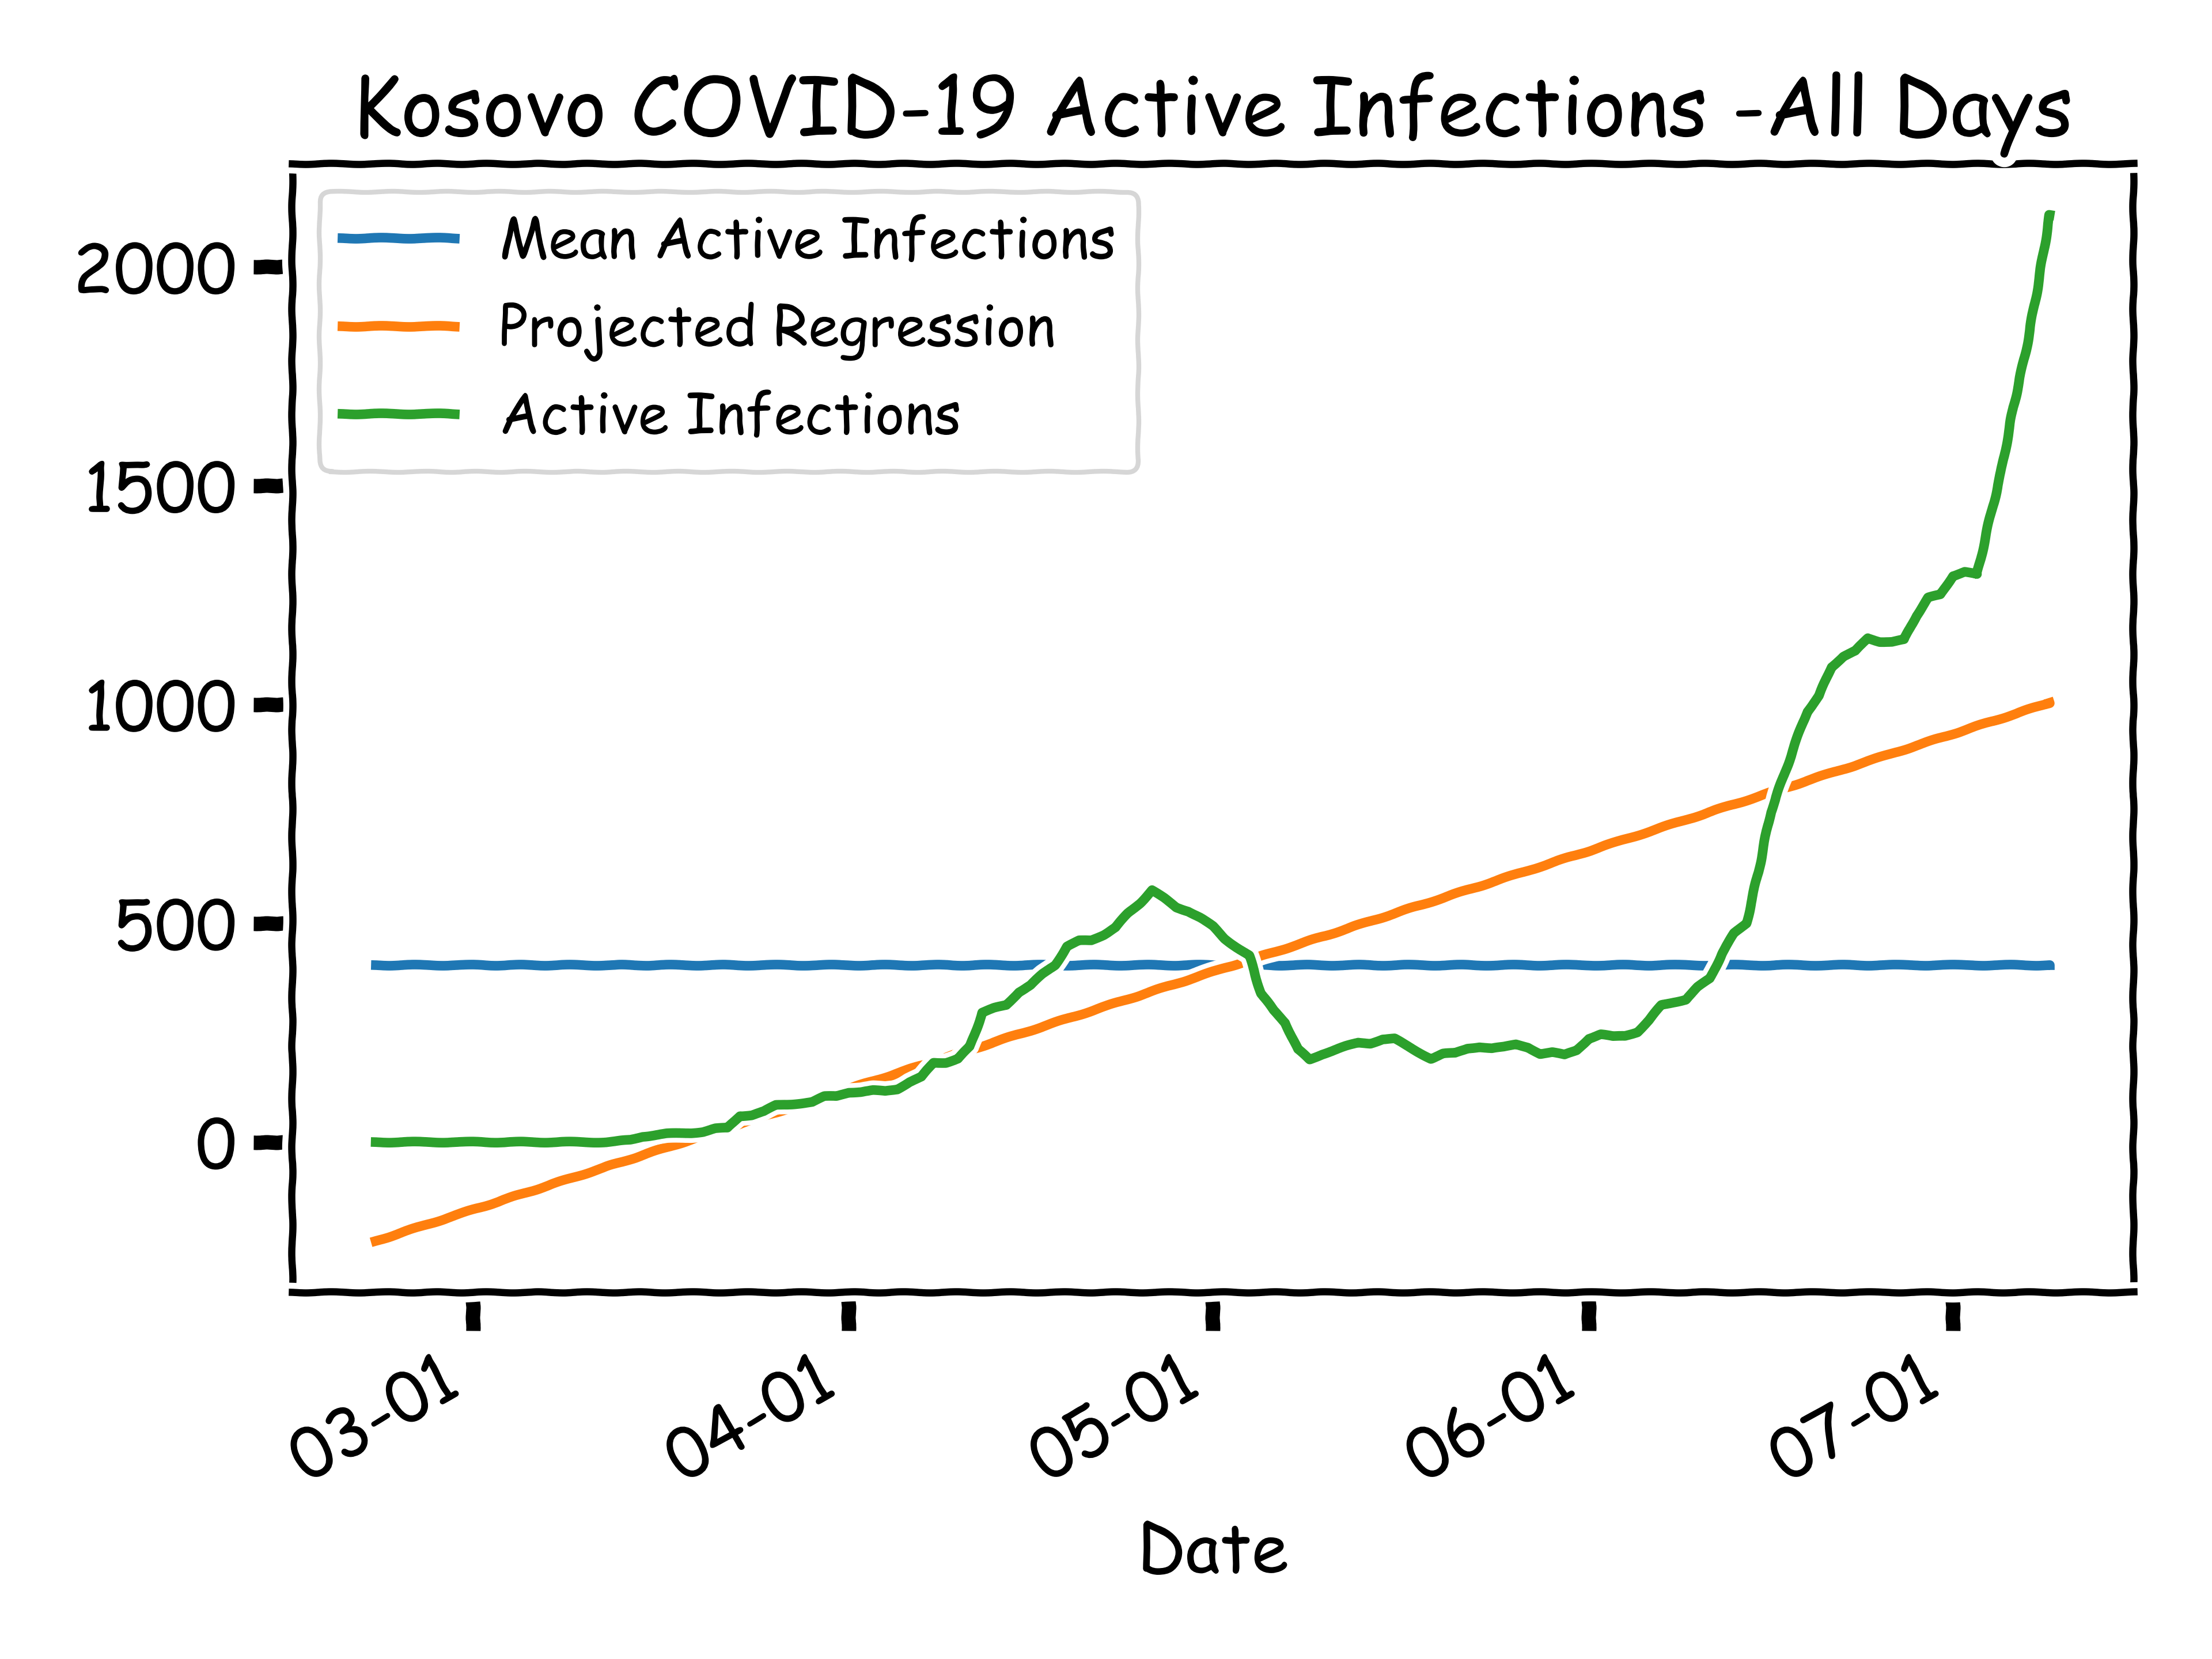 Kosovo COVID-19 Active Infections -All Days
Mean Active Infections
Projected Regression
Active Infections
2000
1500
1000
500
0
03-01
04-01
05-01
06-01
07-01
Date